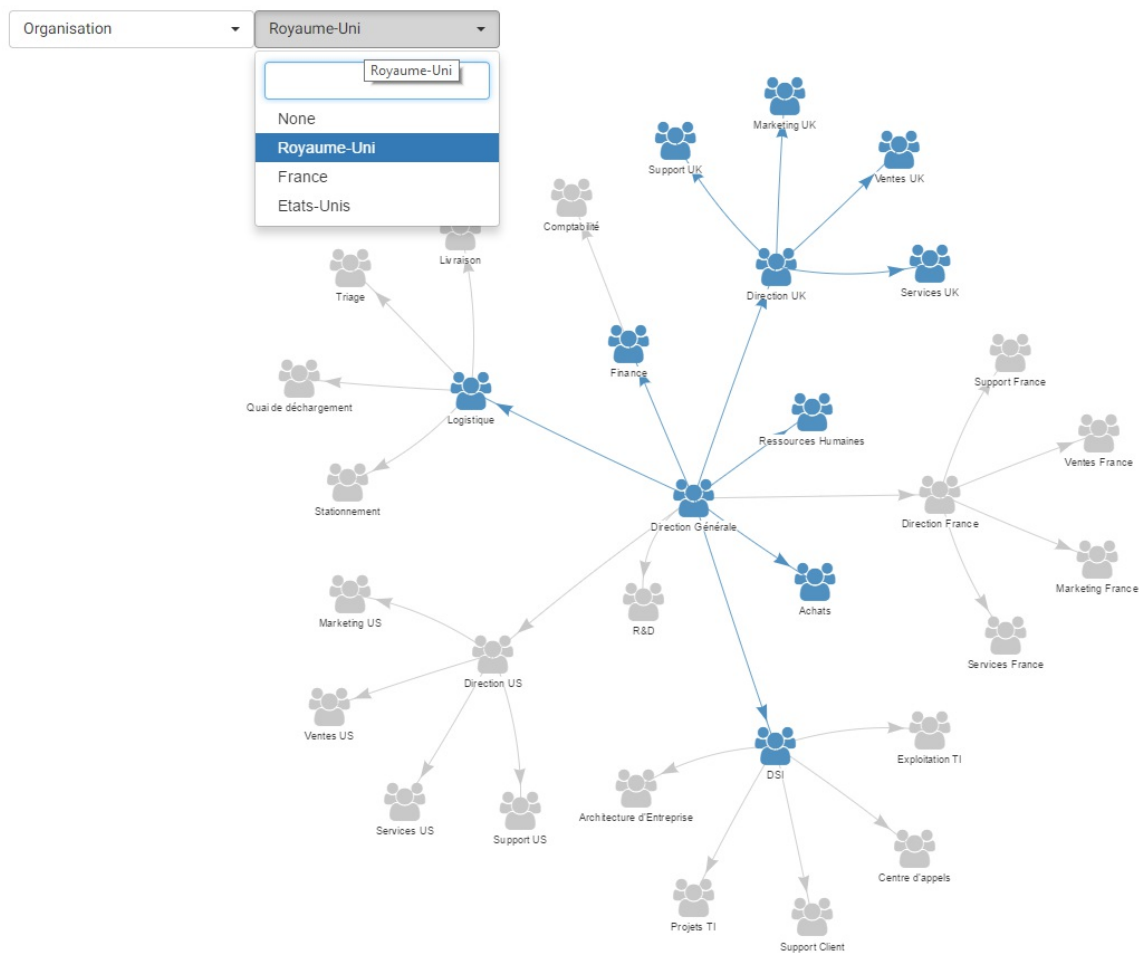 Organisation
Royaume-Uni
Royaume-Uni
None
Royaume-Uni
France
Etats-Unis
Marketing UK
Support UK
Ventes UK
Comptabilité
Livraison
Triage
Direction UK
Services UK
Finance
Support France
Quai de déchargement
Logistique
Ressources Humaines
Ventes France
Stationnement
Direction Générale
Direction France
Marketing France
Achats
Marketing US
R&D
Services France
Direction US
Ventes US
Exploitation TI
DSI
Architecture d'Entreprise
Services US
Support US
Centre d'appels
Projets TI
Support Client